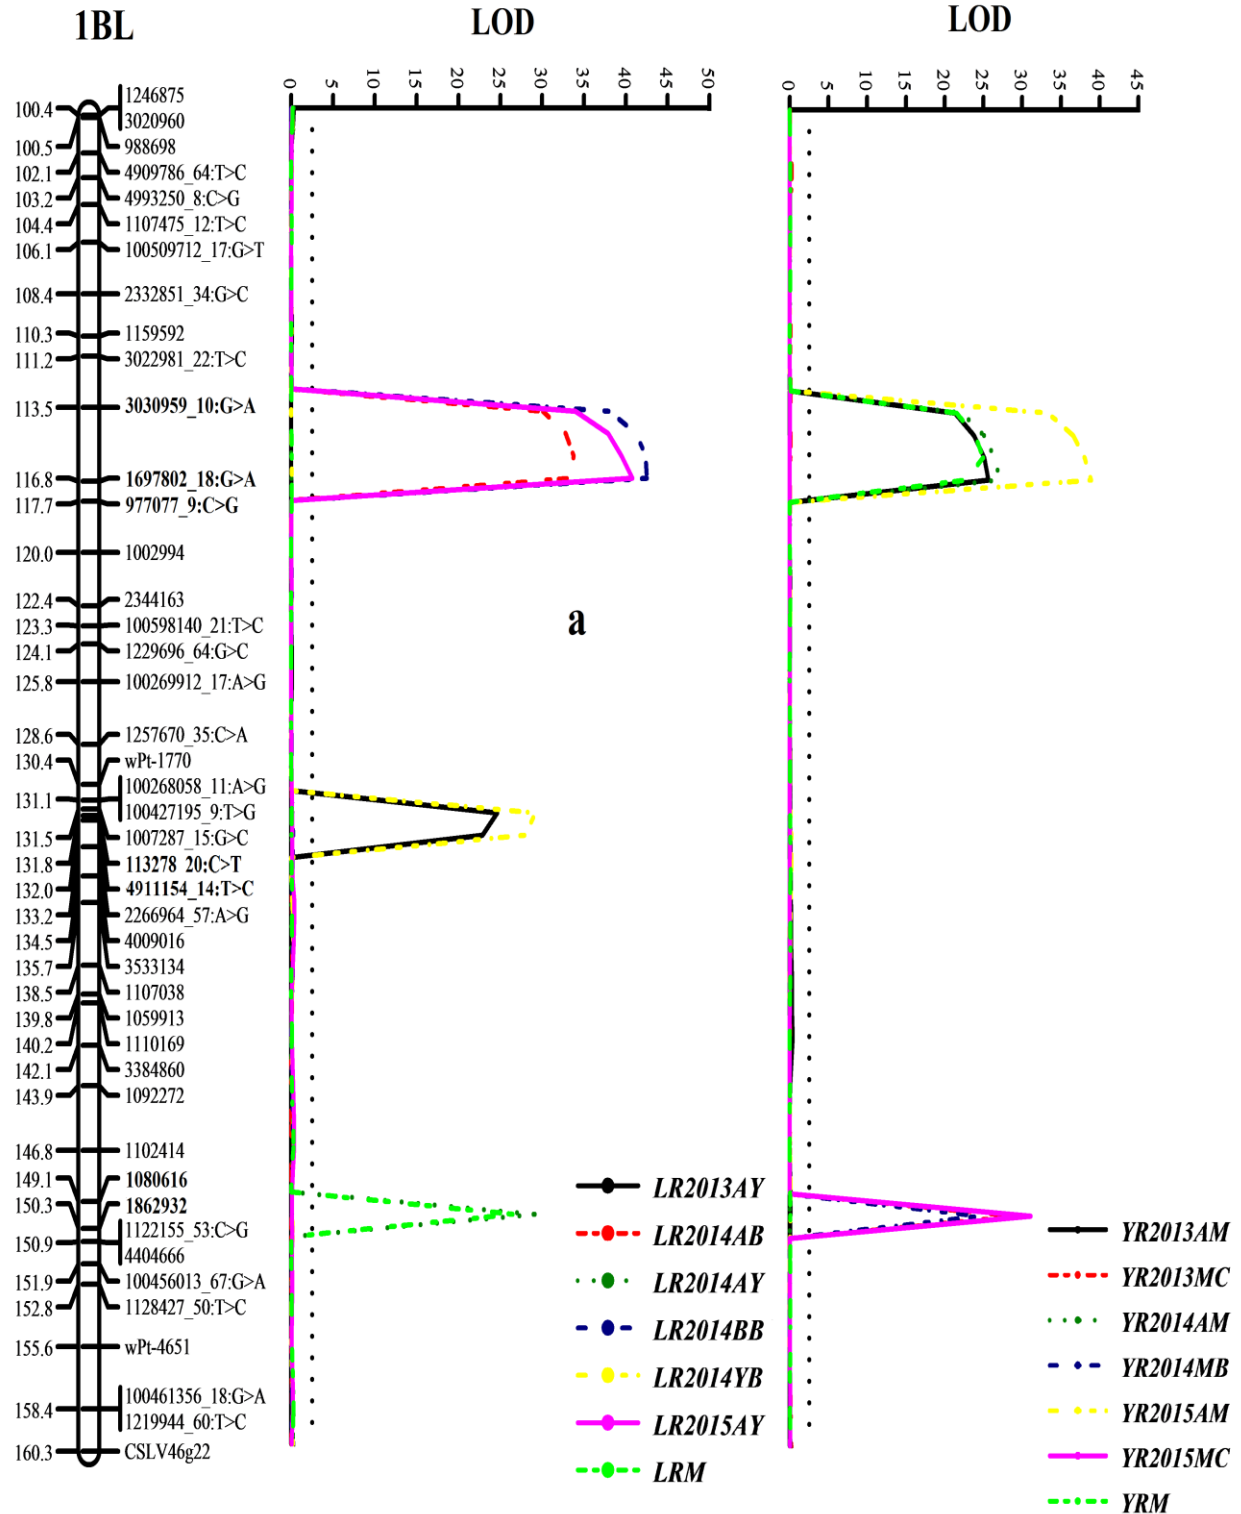 1BL
LOD
LOD
0 5 10 15 20 25 30 35 40 45 50
0 5 10 15 20 25 30 35 40 45
100.4 1246875
3020960
100.5 988698
102.1 4909786_64:T>C
103.2 4993250_8:C>G
104.4 1107475_12:T>C
106.1 100509712_17:G>T
108.4 2332851_34:G>C
110.3 1159592
111.2 3022981_22:T>C
113.5 3030959_10:G>A
116.8 1697802_18:G>A
117.7 977077_9:C>G
120.0 1002994
122.4 2344163
123.3 100598140_21:T>C
124.1 1229696_64:G>C
125.8 100269912_17:A>G
128.6 1257670_35:C>A
130.4 wPt-1770
131.1 100268058_11:A>G
100427195_9:T>G
131.5 1007287_15:G>C
131.8 113278_20:C>T
132.0 4911154_14:T>C
133.2 2266964_57:A>G
134.5 4009016
135.7 3533134
138.5 1107038
139.8 1059913
140.2 1110169
142.1 3384860
143.9 1092272
146.8 1102414
149.1 1080616
150.3 1862932
150.9 1122155_53:C>G
4404666
151.9 100456013_67:G>A
152.8 1128427_50:T>C
155.6 wPt-4651
158.4 100461356_18:G>A
1219944_60:T>C
160.3 CSLV46g22
a
LR2013AY
LR2014AB
LR2014AY
LR2014BB
LR2014YB
LR2015AY
LRM
YR2013AM
YR2013MC
YR2014AM
YR2014MB
YR2015AM
YR2015MC
YRM